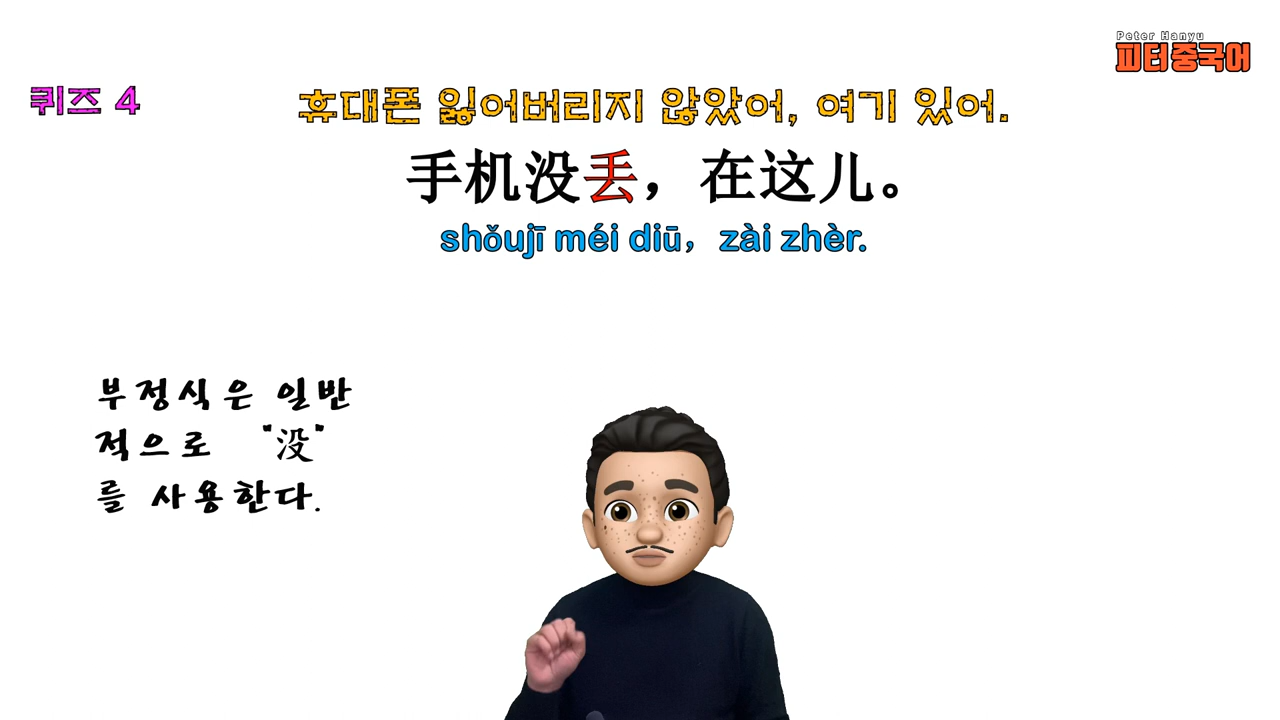 Peter Hanyu
피터중국어
퀴즈 4
휴대폰 잃어버리지 않았어, 여기 있어.
手机没丢，在这儿。
shǒujī méi diū，zài zhèr.
부정식은 일반
적으로 "没"
를 사용한다.